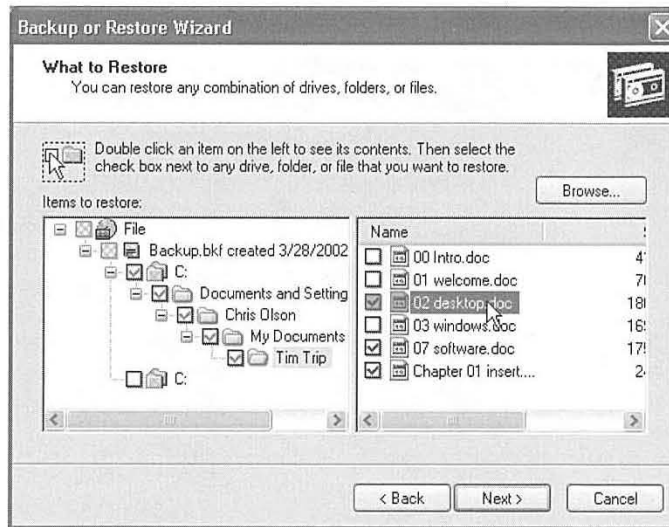 Backup or Restore Wizard
What to Restore
You can restore any combination of drives, folders, or files.
Double click an item on the left to see its contents. Then select the
check box next to any drive, folder, or file that you want to restore.
Browse...
Items to restore:
File
Backup.bkf created 3/28/2002
C:
Documents and Setting
Chris Olson
My Documents
Tim Trip
C:
Name
00 Intro.doc
01 welcome.doc
02 desktop.doc 
03 windows.doc
07 software.doc
Chapter 01 insert....
< Back
Next >
Cancel